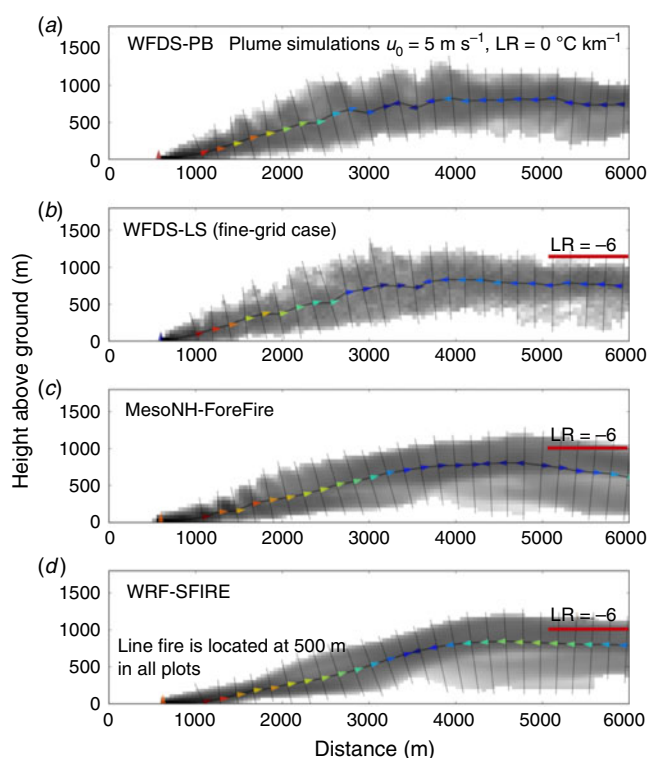 (a)
WFDS-PB Plume simulations u₀ = 5 m s⁻¹, LR = 0 °C km⁻¹
1500
1000
500
0
0 1000 2000 3000 4000 5000 6000
(b)
WFDS-LS (fine-grid case)
LR = −6
1500
1000
500
0
0 1000 2000 3000 4000 5000 6000
(c)
MesoNH-ForeFire
LR = −6
1500
1000
500
0
0 1000 2000 3000 4000 5000 6000
(d)
WRF-SFIRE
LR = −6
Line fire is located at 500 m
in all plots
1500
1000
500
0
0 1000 2000 3000 4000 5000 6000
Height above ground (m)
Distance (m)